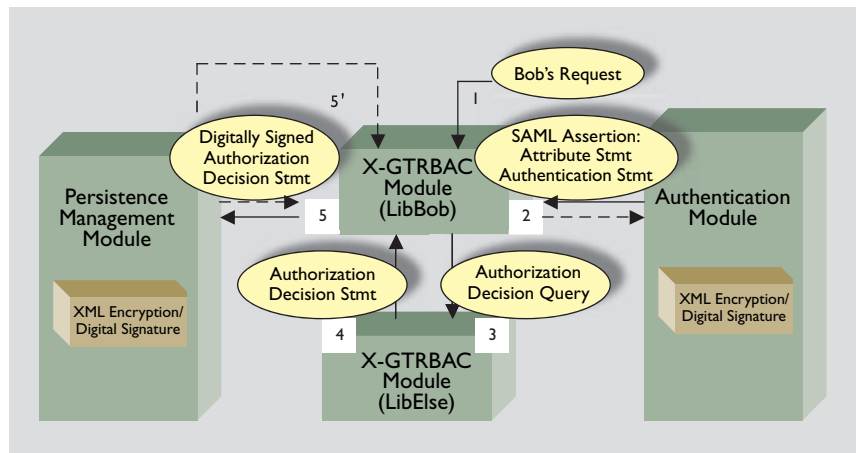 Bob's Request
1
5'
Digitally Signed
Authorization
Decision Stmt
SAML Assertion:
Attribute Stmt
Authentication Stmt
X-GTRBAC
Module
(LibBob)
Persistence
Management
Module
Authentication
Module
5
2
Authorization
Decision Stmt
Authorization
Decision Query
XML Encryption/
Digital Signature
XML Encryption/
Digital Signature
4
3
X-GTRBAC
Module
(LibElse)